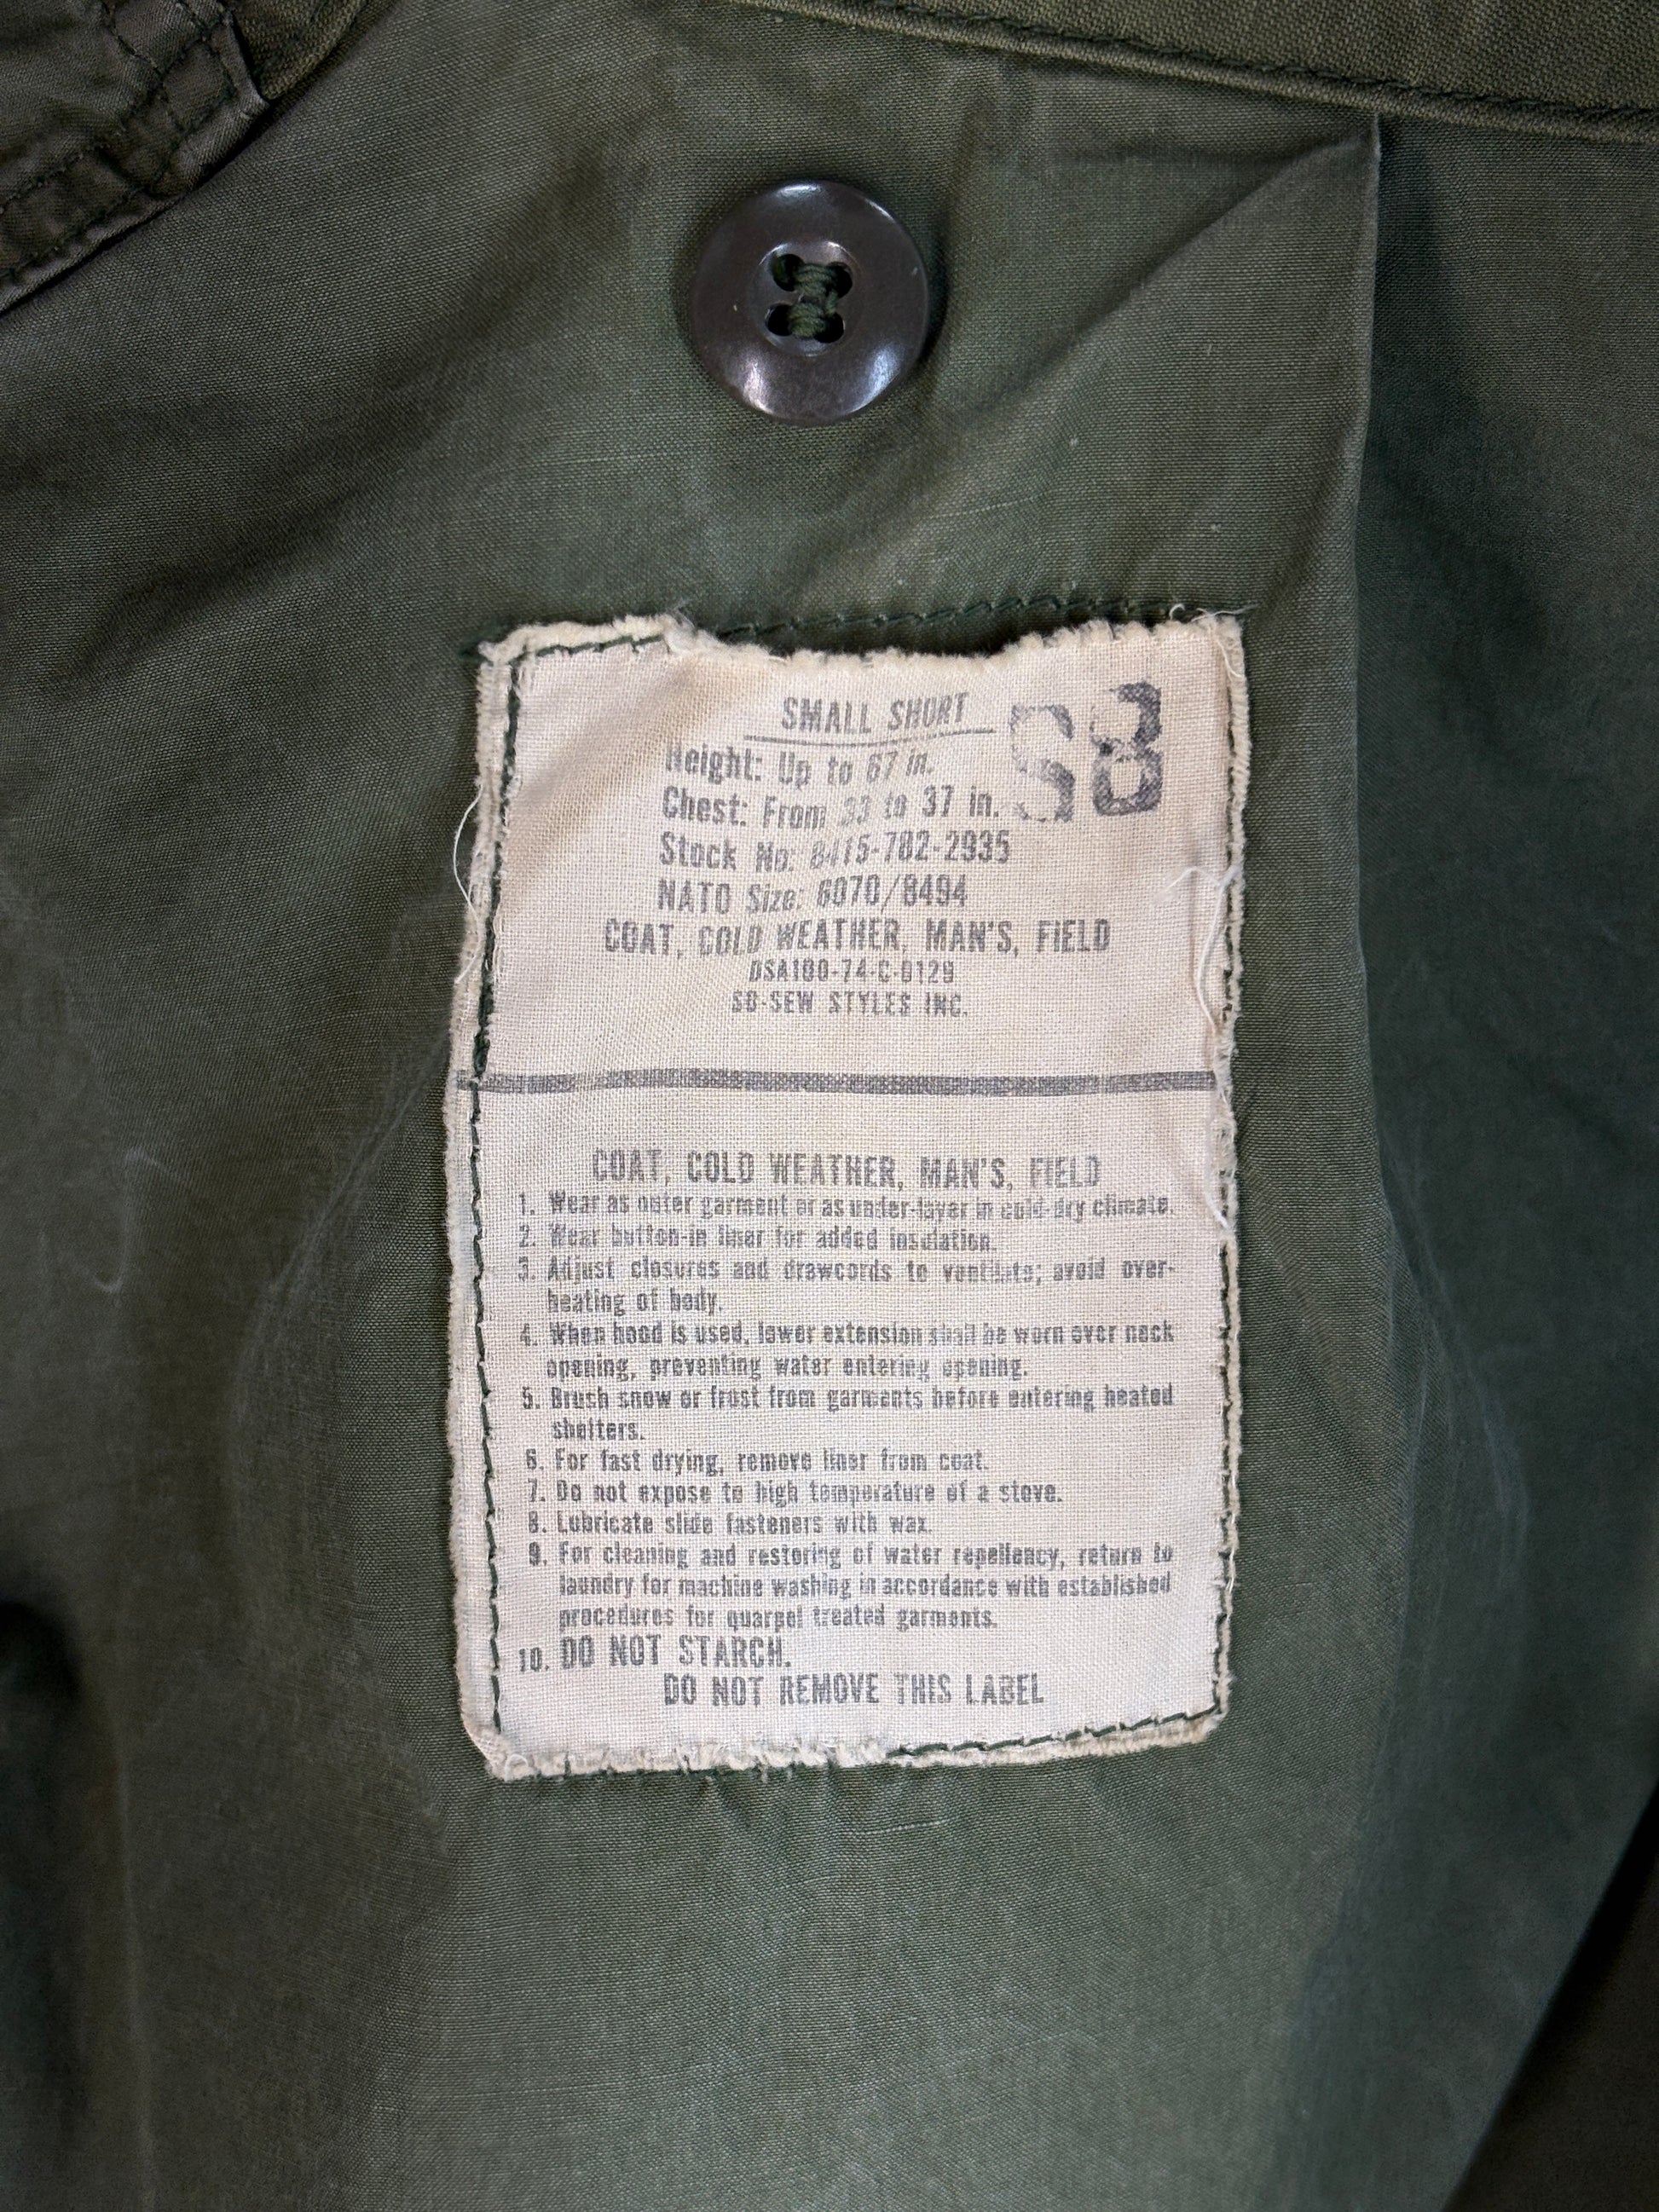 SMALL SHORT
S8
Height: Up to 67 in.
Chest: From 33 to 37 in.
Stock No: 8415-782-2935
NATO Size: 6070/8494
COAT, COLD WEATHER, MAN'S, FIELD
DSA100-74-C-0129
SO-SEW STYLES INC.
COAT, COLD WEATHER, MAN'S, FIELD
1. Wear as outer garment or as under-layer in cold-dry climate.
2. Wear button-in liner for added insulation.
3. Adjust closures and drawcords to ventilate; avoid over-
heating of body.
4. When hood is used, lower extension shall be worn over neck
opening, preventing water entering opening.
5. Brush snow or frost from garments before entering heated
shelters.
6. For fast drying, remove liner from coat.
7. Do not expose to high temperature of a stove.
8. Lubricate slide fasteners with wax.
9. For cleaning and restoring of water repellency, return to
laundry for machine washing in accordance with established
procedures for quarpel treated garments.
10. DO NOT STARCH.
DO NOT REMOVE THIS LABEL